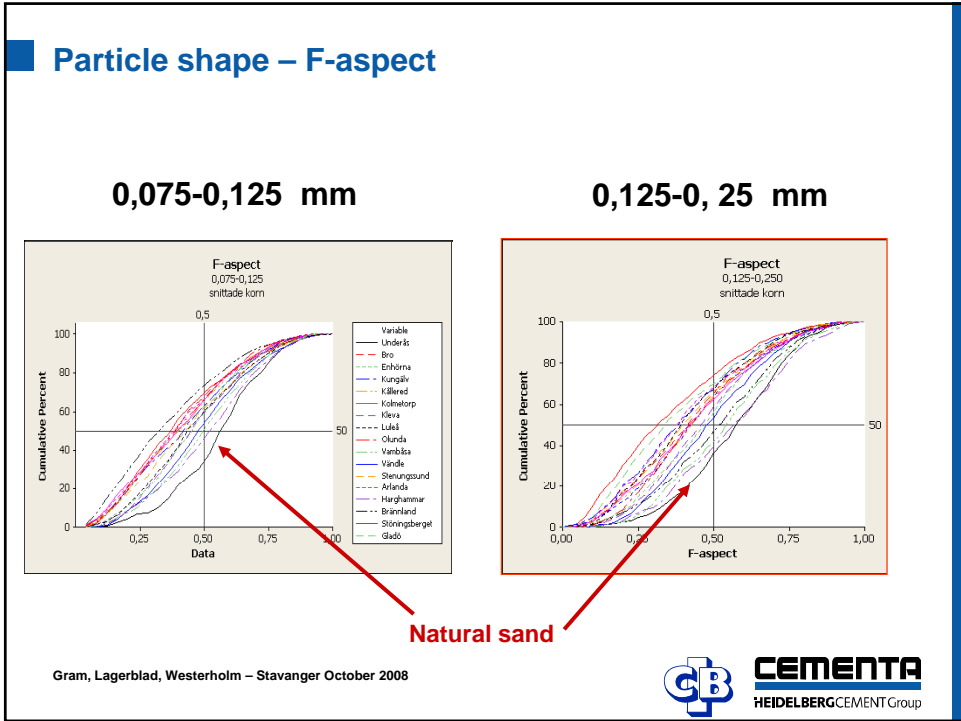 Particle shape – F-aspect
0,075-0,125 mm
0,125-0, 25 mm
F-aspect
0,075-0,125
snittade korn
0,5
100
80
60
40
20
0
50
0,25
0,50
0,75
1,00
Cumulative Percent
Data
Variable
Underås
Bro
Enhörna
Kungälv
Kållered
Kolmetorp
Kleva
Luleå
Olunda
Vambåsa
Vändle
Stenungssund
Arlanda
Harghammar
Brännland
Stöningsberget
Gladö
F-aspect
0,125-0,250
snittade korn
0,5
100
80
60
40
20
0
50
0,00
0,25
0,50
0,75
1,00
Cumulative Percent
F-aspect
Natural sand
Gram, Lagerblad, Westerholm – Stavanger October 2008
CBI
CEMENTA
HEIDELBERGCEMENT Group